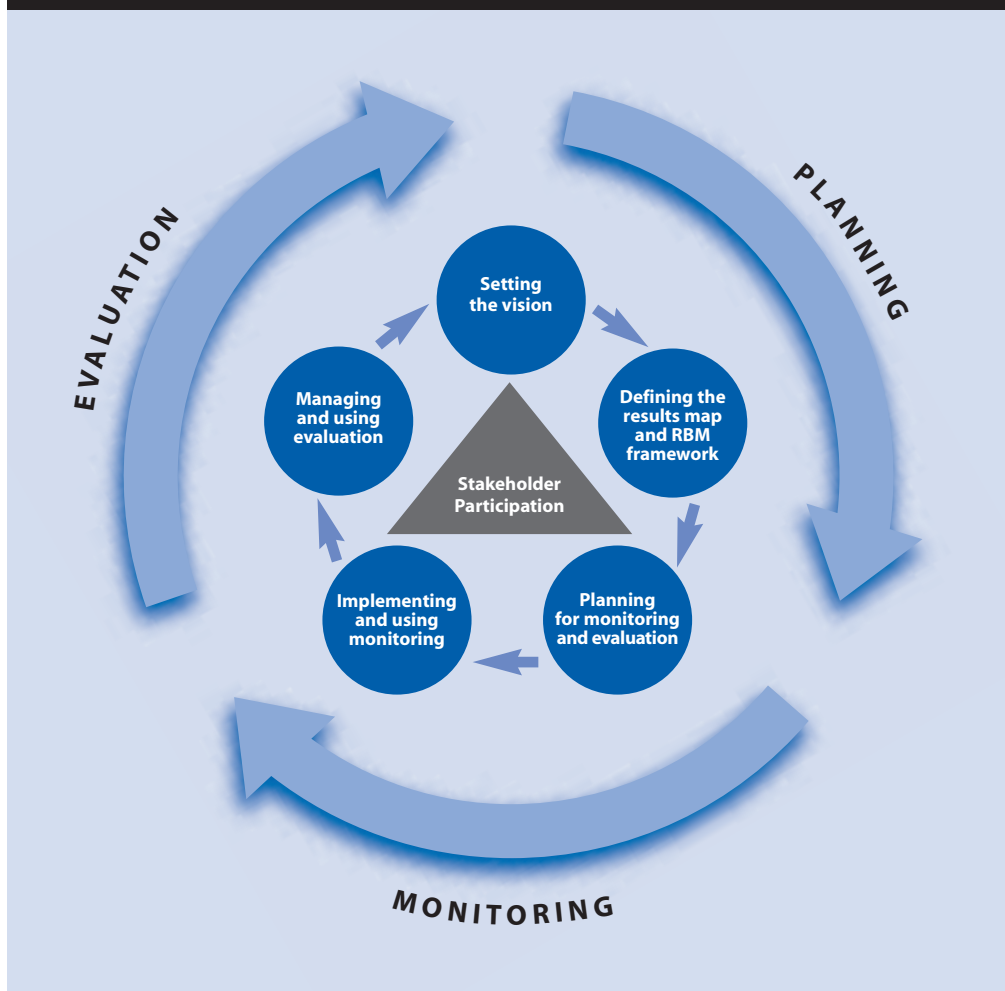 EVALUATION
PLANNING
Setting
the vision
Managing
and using
evaluation
Defining the
results map
and RBM
framework
Stakeholder
Participation
Implementing
and using
monitoring
Planning
for monitoring
and evaluation
MONITORING